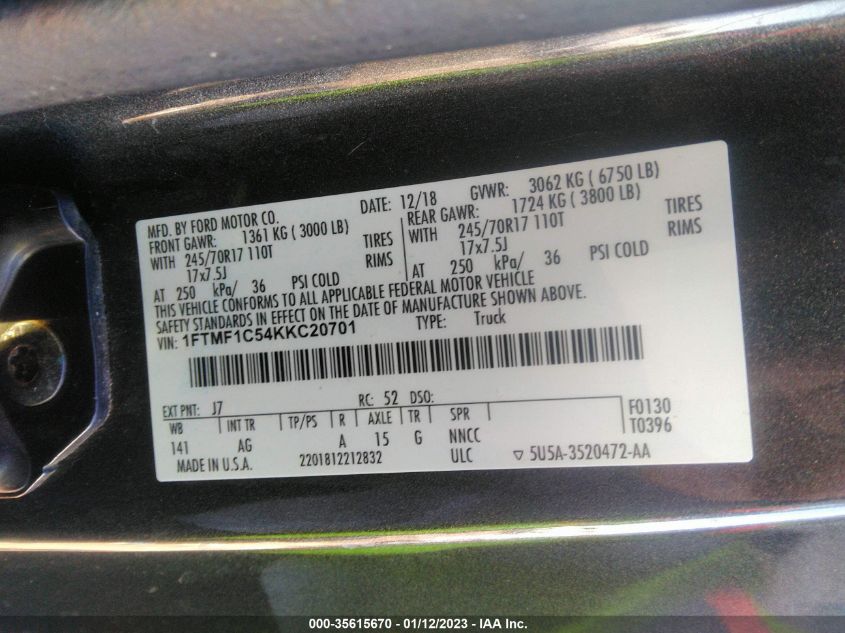 MFD. BY FORD MOTOR CO.
DATE: 12/18 GVWR: 3062 KG ( 6750 LB)
FRONT GAWR: 1361 KG ( 3000 LB)
WITH 245/70R17 110T TIRES
17x7.5J RIMS
AT 250 kPa/ 36 PSI COLD
REAR GAWR: 1724 KG ( 3800 LB)
WITH 245/70R17 110T TIRES
17x7.5J RIMS
AT 250 kPa/ 36 PSI COLD
THIS VEHICLE CONFORMS TO ALL APPLICABLE FEDERAL MOTOR VEHICLE
SAFETY STANDARDS IN EFFECT ON THE DATE OF MANUFACTURE SHOWN ABOVE.
VIN: 1FTMF1C54KKC20701 TYPE: Truck
EXT PNT: J7 RC: 52 DSO:
WB INT TR TP/PS R AXLE TR SPR F0130
141 AG A 15 G NNCC T0396
MADE IN U.S.A. 2201812212832 ULC ▽ 5U5A-3520472-AA
000-35615670 - 01/12/2023 - IAA Inc.